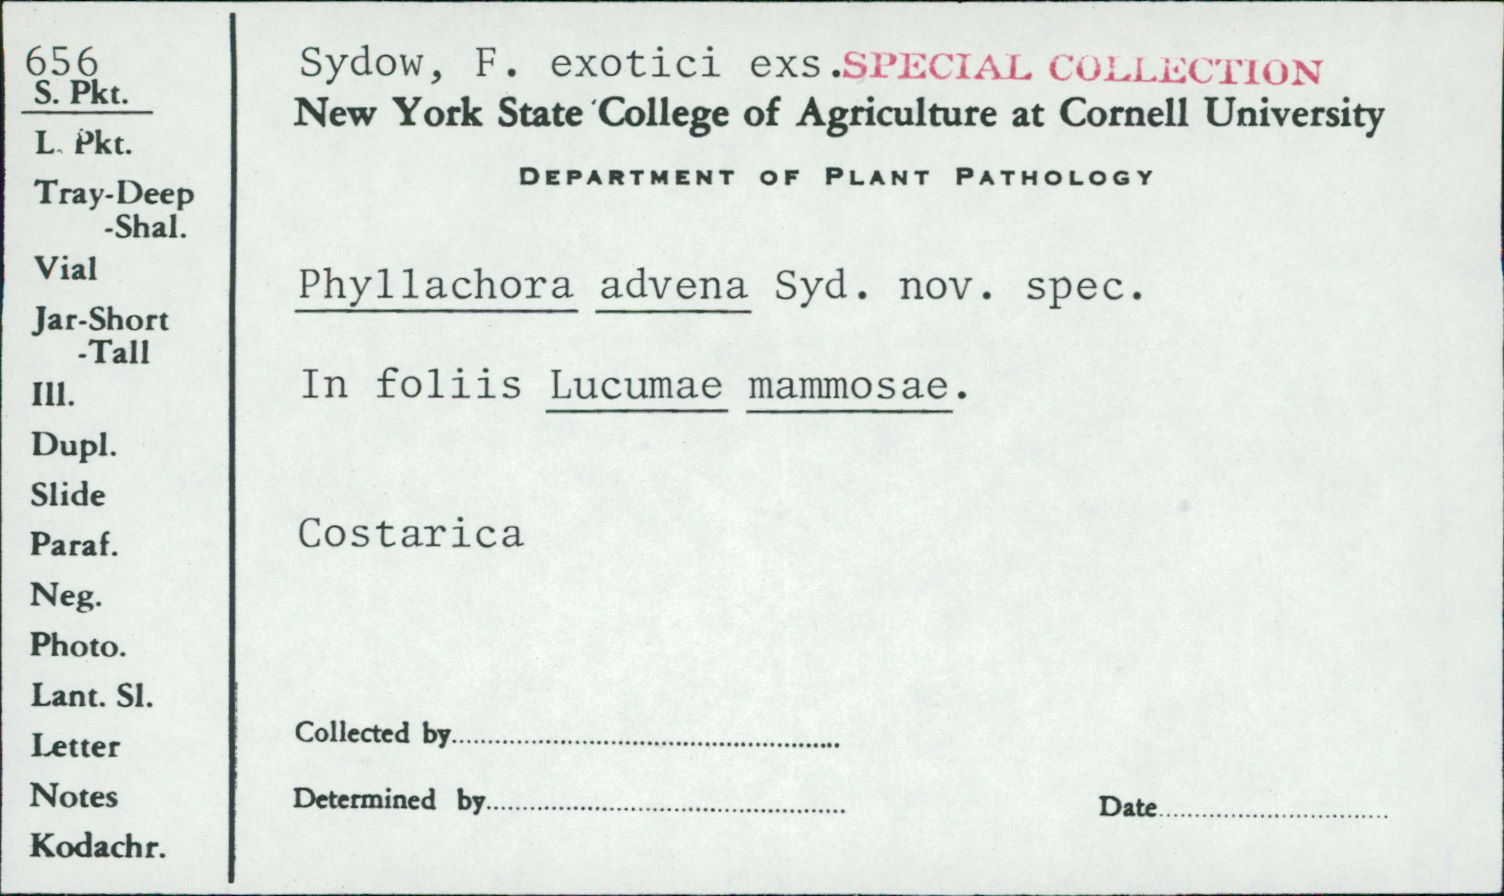 656
S. Pkt.
L. Pkt.
Tray-Deep
-Shal.
Vial
Jar-Short
-Tall
Ill.
Dupl.
Slide
Paraf.
Neg.
Photo.
Lant. Sl.
Letter
Notes
Kodachr.
Sydow, F. exotici exs. SPECIAL COLLECTION
New York State College of Agriculture at Cornell University
DEPARTMENT OF PLANT PATHOLOGY
Phyllachora advena Syd. nov. spec.
In foliis Lucumae mammosae.
Costarica
Collected by
Determined by
Date